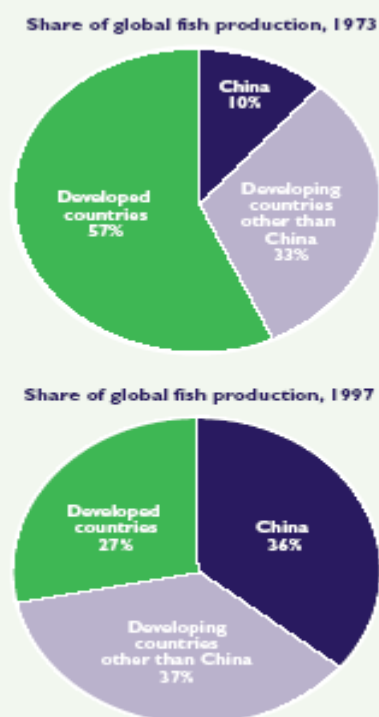 Share of global fish production, 1973
China
10%
Developed
countries
57%
Developing
countries
other than
China
33%
Share of global fish production, 1997
Developed
countries
27%
China
36%
Developing
countries
other than China
37%